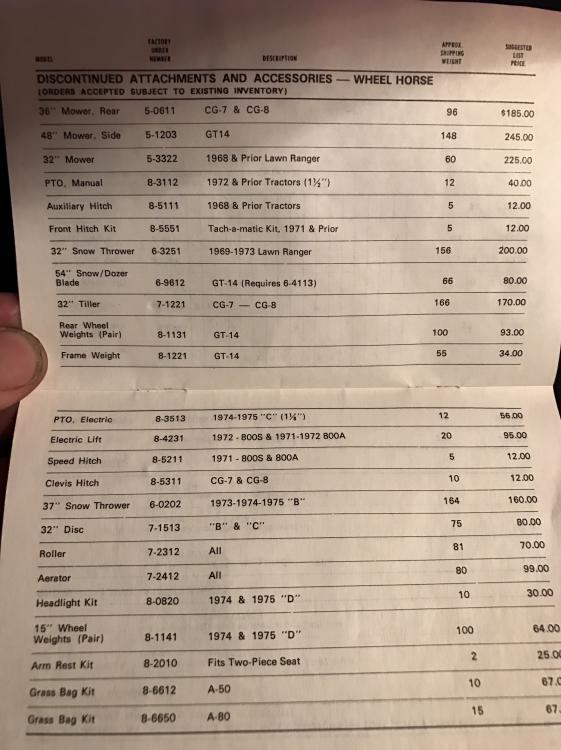 MODEL FACTORY ORDER NUMBER DESCRIPTION APPROX. SHIPPING WEIGHT SUGGESTED LIST PRICE
DISCONTINUED ATTACHMENTS AND ACCESSORIES — WHEEL HORSE
(ORDERS ACCEPTED SUBJECT TO EXISTING INVENTORY)
36" Mower, Rear 5-0611 CG-7 & CG-8 96 $185.00
48" Mower, Side 5-1203 GT14 148 245.00
32" Mower 5-3322 1968 & Prior Lawn Ranger 60 225.00
PTO, Manual 8-3112 1972 & Prior Tractors (1½") 12 40.00
Auxiliary Hitch 8-5111 1968 & Prior Tractors 5 12.00
Front Hitch Kit 8-5551 Tach-a-matic Kit, 1971 & Prior 5 12.00
32" Snow Thrower 6-3251 1969-1973 Lawn Ranger 156 200.00
54" Snow/Dozer
Blade 6-9612 GT-14 (Requires 6-4113) 66 80.00
32" Tiller 7-1221 CG-7 — CG-8 166 170.00
Rear Wheel
Weights (Pair) 8-1131 GT-14 100 93.00
Frame Weight 8-1221 GT-14 55 34.00
PTO, Electric 8-3513 1974-1975 "C" 12 56.00
Electric Lift 8-4231 1972 - 800S & 1971-1972 800A 20 95.00
Speed Hitch 8-5211 1971 - 800S & 800A 5 12.00
Clevis Hitch 8-5311 CG-7 & CG-8 10 12.00
37" Snow Thrower 6-0202 1973-1974-1975 "B" 164 160.00
32" Disc 7-1513 "B" & "C" 75 80.00
Roller 7-2312 All 81 70.00
Aerator 7-2412 All 80 99.00
Headlight Kit 8-0820 1974 & 1975 "D" 10 30.00
15" Wheel
Weights (Pair) 8-1141 1974 & 1975 "D" 100 64.00
Arm Rest Kit 8-2010 Fits Two-Piece Seat 2 25.0
Grass Bag Kit 8-6612 A-50 10 67.
Grass Bag Kit 8-6650 A-80 15 67.